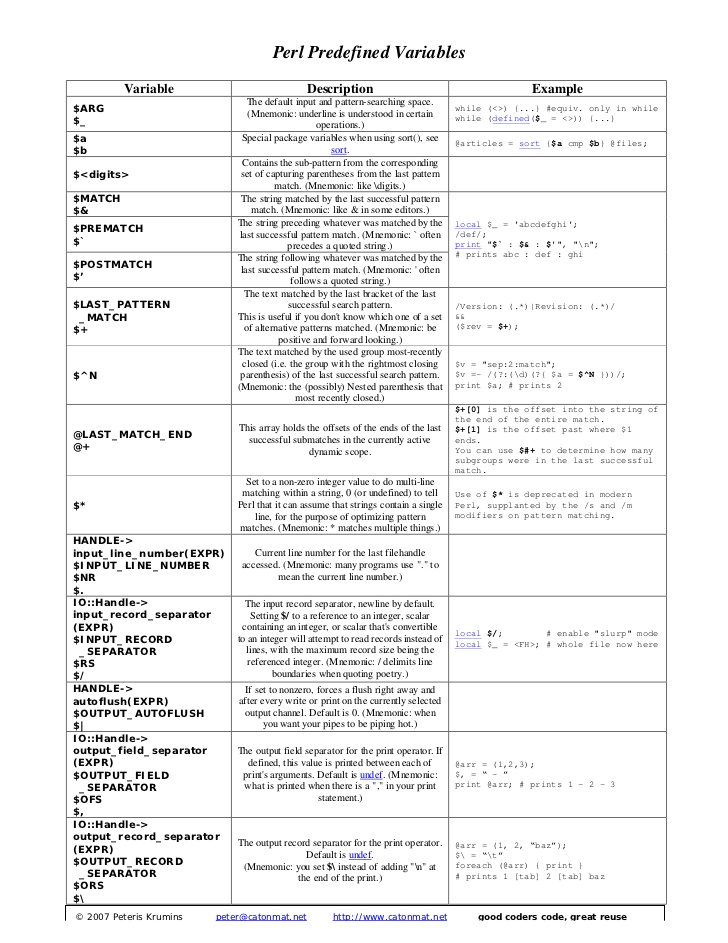 Perl Predefined Variables
Variable
Description
Example
$ARG
$_
The default input and pattern-searching space.
(Mnemonic: underline is understood in certain
operations.)
while (<>) {...} #equiv. only in while
while (defined($_ = <>)) {...}
$a
$b
Special package variables when using sort(), see
sort.
@articles = sort {$a cmp $b} @files;
$<digits>
Contains the sub-pattern from the corresponding
set of capturing parentheses from the last pattern
match. (Mnemonic: like \digits.)
$MATCH
$&
The string matched by the last successful pattern
match. (Mnemonic: like & in some editors.)
$PREMATCH
$`
The string preceding whatever was matched by the
last successful pattern match. (Mnemonic: ` often
precedes a quoted string.)
$POSTMATCH
$’
The string following whatever was matched by the
last successful pattern match. (Mnemonic: ' often
follows a quoted string.)
local $_ = 'abcdefghi';
/def/;
print "$` : $& : $'", "\n";
# prints abc : def : ghi
$LAST_PATTERN
_MATCH
$+
The text matched by the last bracket of the last
successful search pattern.
This is useful if you don't know which one of a set
of alternative patterns matched. (Mnemonic: be
positive and forward looking.)
/Version: (.*)|Revision: (.*)/
&&
($rev = $+);
$^N
The text matched by the used group most-recently
closed (i.e. the group with the rightmost closing
parenthesis) of the last successful search pattern.
(Mnemonic: the (possibly) Nested parenthesis that
most recently closed.)
$v = "sep:2:match";
$v =~ /(?:(\d)(?{ $a = $^N }))/;
print $a; # prints 2
@LAST_MATCH_END
@+
This array holds the offsets of the ends of the last
successful submatches in the currently active
dynamic scope.
$+[0] is the offset into the string of
the end of the entire match.
$+[1] is the offset past where $1
ends.
You can use $#+ to determine how many
subgroups were in the last successful
match.
$*
Set to a non-zero integer value to do multi-line
matching within a string, 0 (or undefined) to tell
Perl that it can assume that strings contain a single
line, for the purpose of optimizing pattern
matches. (Mnemonic: * matches multiple things.)
Use of $* is deprecated in modern
Perl, supplanted by the /s and /m
modifiers on pattern matching.
HANDLE->
input_line_number(EXPR)
$INPUT_LINE_NUMBER
$NR
$.
Current line number for the last filehandle
accessed. (Mnemonic: many programs use "." to
mean the current line number.)
IO::Handle->
input_record_separator
(EXPR)
$INPUT_RECORD
_SEPARATOR
$RS
$/
The input record separator, newline by default.
Setting $/ to a reference to an integer, scalar
containing an integer, or scalar that's convertible
to an integer will attempt to read records instead of
lines, with the maximum record size being the
referenced integer. (Mnemonic: / delimits line
boundaries when quoting poetry.)
local $/; # enable "slurp" mode
local $_ = <FH>; # whole file now here
HANDLE->
autoflush(EXPR)
$OUTPUT_AUTOFLUSH
$|
If set to nonzero, forces a flush right away and
after every write or print on the currently selected
output channel. Default is 0. (Mnemonic: when
you want your pipes to be piping hot.)
IO::Handle->
output_field_separator
(EXPR)
$OUTPUT_FIELD
_SEPARATOR
$OFS
$,
The output field separator for the print operator. If
defined, this value is printed between each of
print's arguments. Default is undef. (Mnemonic:
what is printed when there is a "," in your print
statement.)
@arr = (1,2,3);
$, = “ – ”
print @arr; # prints 1 – 2 – 3
IO::Handle->
output_record_separator
(EXPR)
$OUTPUT_RECORD
_SEPARATOR
$ORS
$\
The output record separator for the print operator.
Default is undef.
(Mnemonic: you set $\ instead of adding "\n" at
the end of the print.)
@arr = (1, 2, “baz”);
$\ = “\t”
foreach (@arr) { print }
# prints 1 [tab] 2 [tab] baz
© 2007 Peteris Krumins peter@catonmat.net http://www.catonmat.net good coders code, great reuse